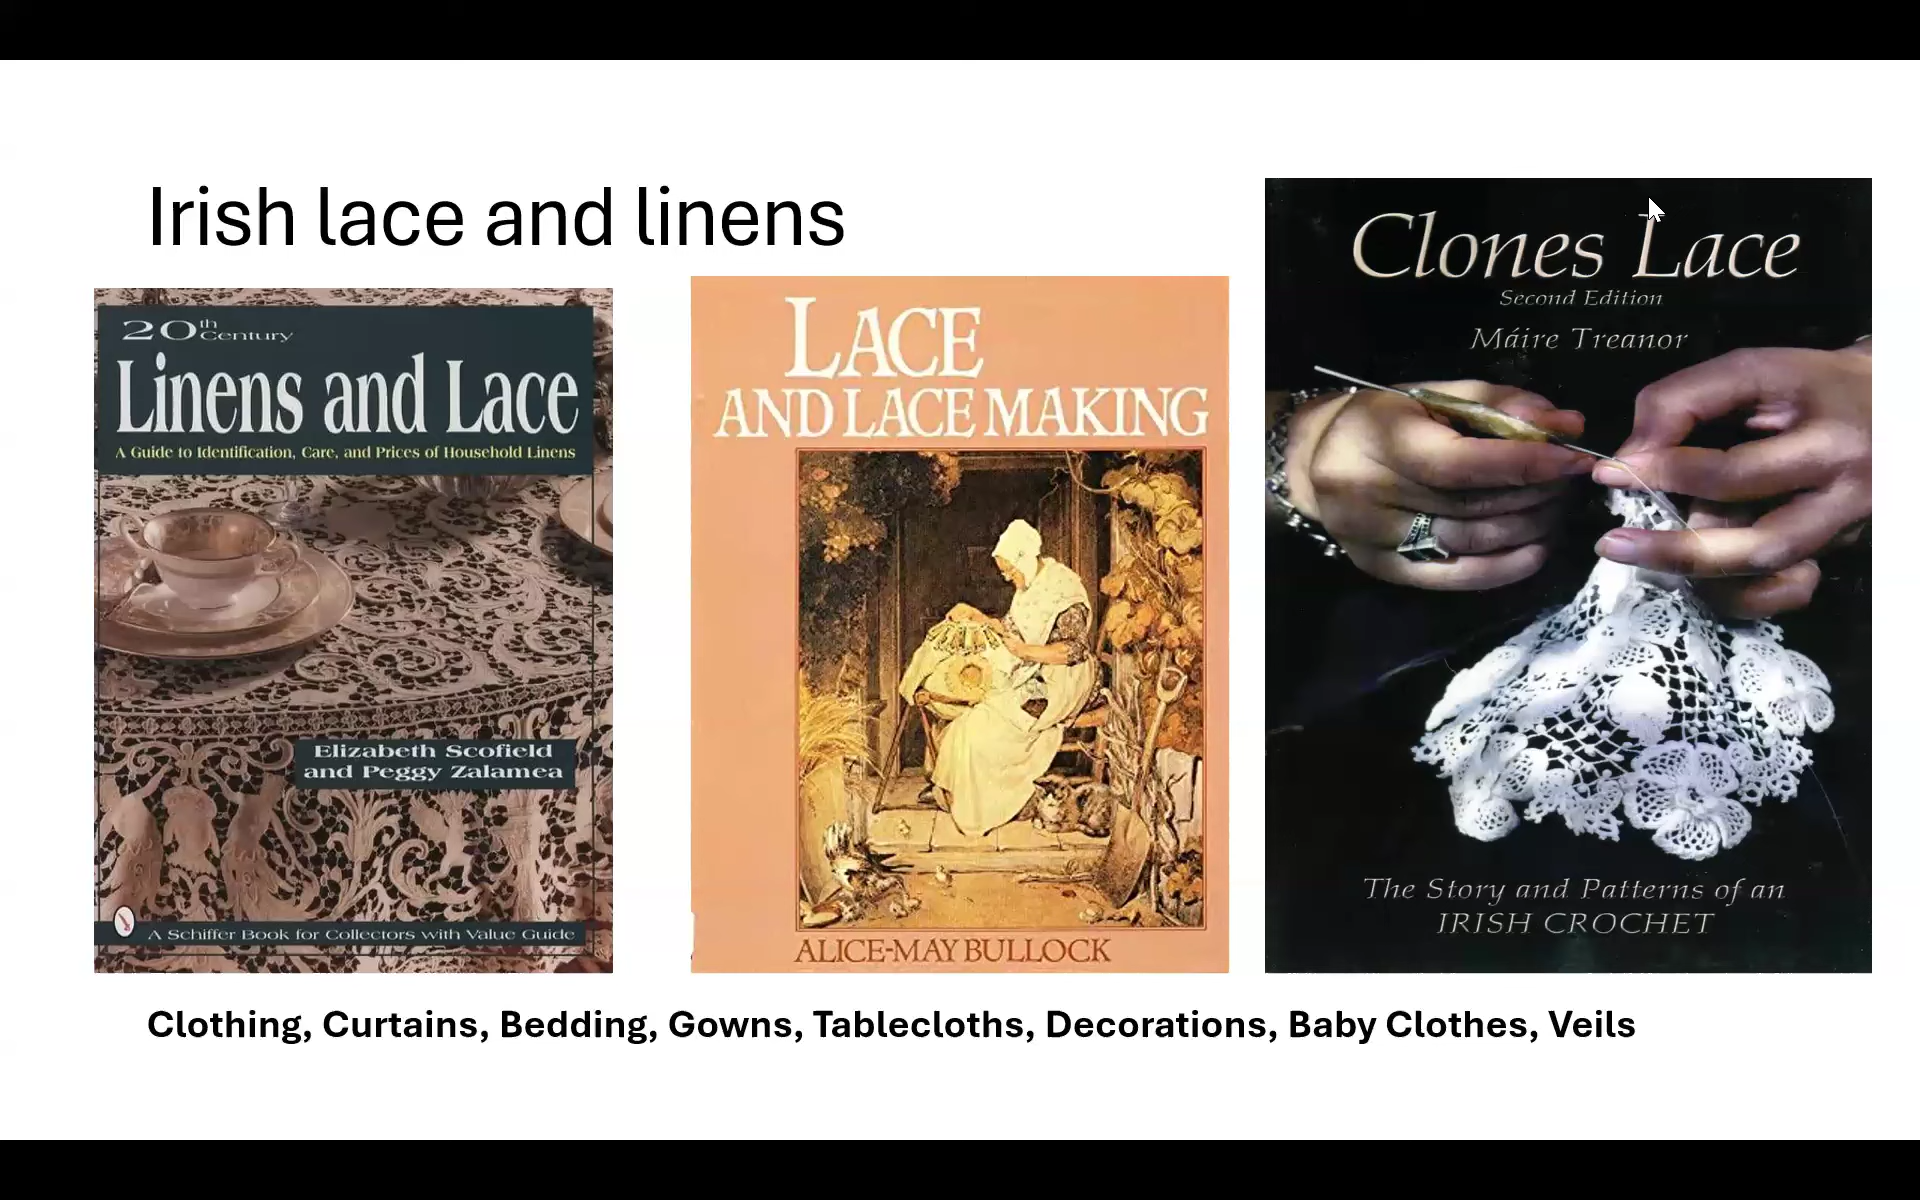 Irish lace and linens
20th Century
Linens and Lace
A Guide to Identification, Care, and Prices of Household Linens
Elizabeth Scofield
and Peggy Zalamea
A Schiffer Book for Collectors with Value Guide
LACE
AND LACE MAKING
ALICE-MAY BULLOCK
Clones Lace
Second Edition
Máire Treanor
The Story and Patterns of an
IRISH CROCHET
Clothing, Curtains, Bedding, Gowns, Tablecloths, Decorations, Baby Clothes, Veils